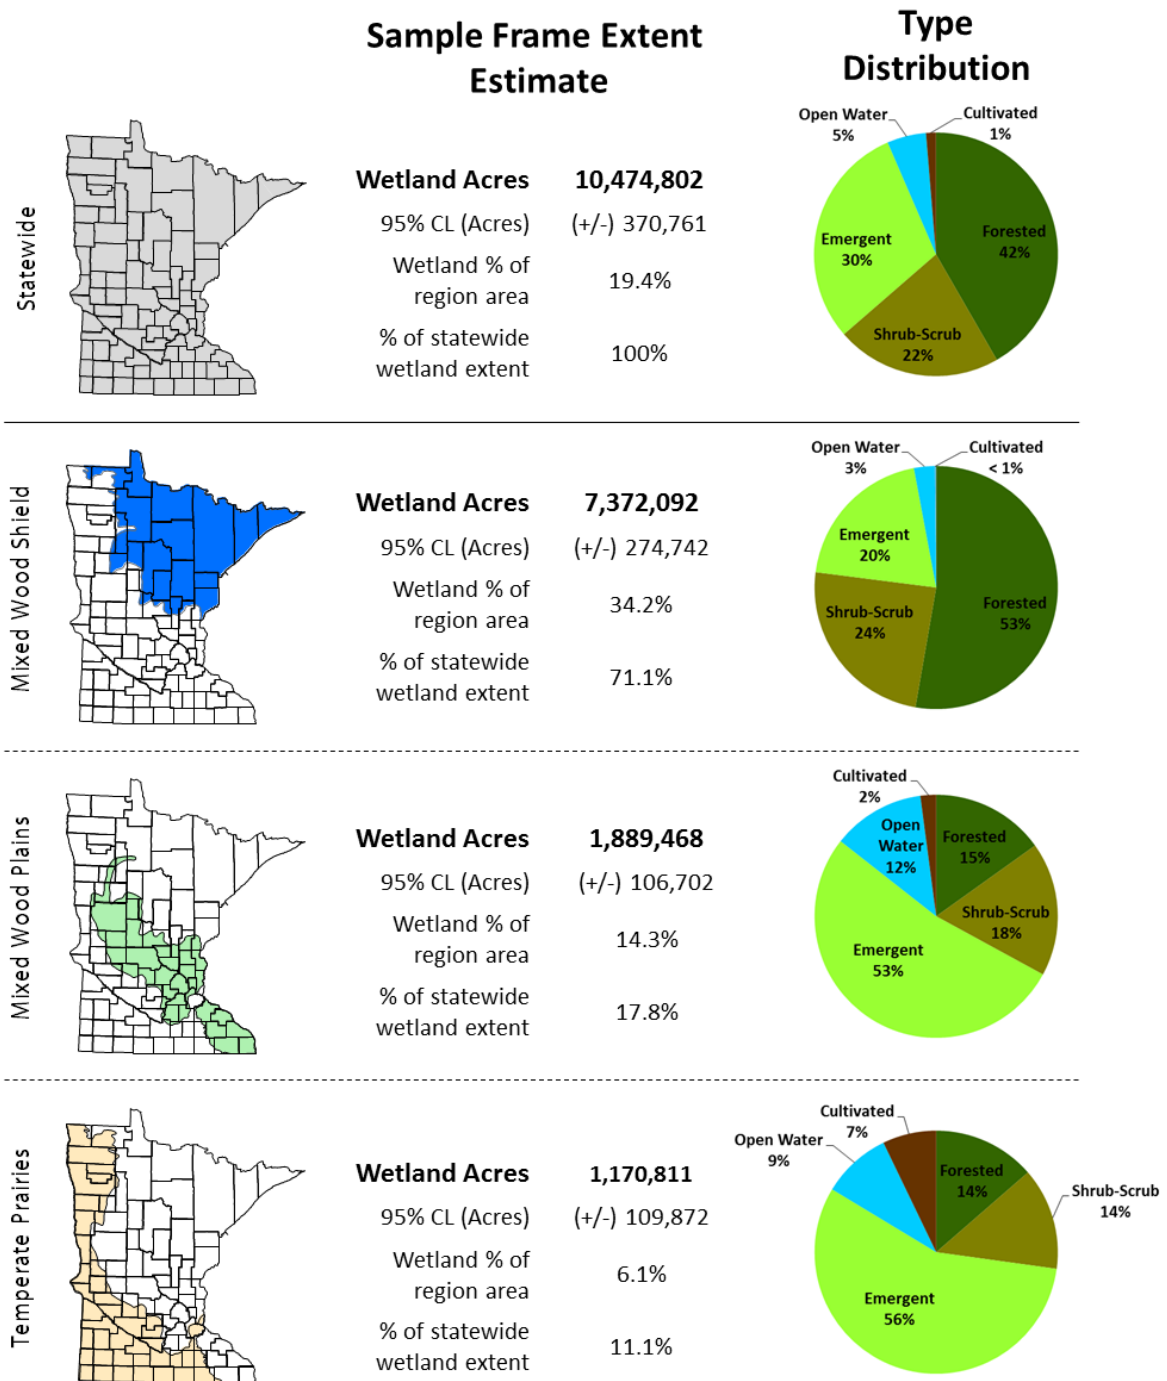 Sample Frame Extent
Estimate
Type
Distribution
Statewide
Wetland Acres 10,474,802
95% CL (Acres) (+/-) 370,761
Wetland % of
region area
19.4%
% of statewide
wetland extent
100%
Open Water
5%
Cultivated
1%
Emergent
30%
Forested
42%
Shrub-Scrub
22%
Mixed Wood Shield
Wetland Acres 7,372,092
95% CL (Acres) (+/-) 274,742
Wetland % of
region area
34.2%
% of statewide
wetland extent
71.1%
Open Water
3%
Cultivated
< 1%
Emergent
20%
Forested
53%
Shrub-Scrub
24%
Mixed Wood Plains
Wetland Acres 1,889,468
95% CL (Acres) (+/-) 106,702
Wetland % of
region area
14.3%
% of statewide
wetland extent
17.8%
Cultivated
2%
Open
Water
12%
Forested
15%
Shrub-Scrub
18%
Emergent
53%
Temperate Prairies
Wetland Acres 1,170,811
95% CL (Acres) (+/-) 109,872
Wetland % of
region area
6.1%
% of statewide
wetland extent
11.1%
Cultivated
7%
Open Water
9%
Forested
14%
Shrub-Scrub
14%
Emergent
56%